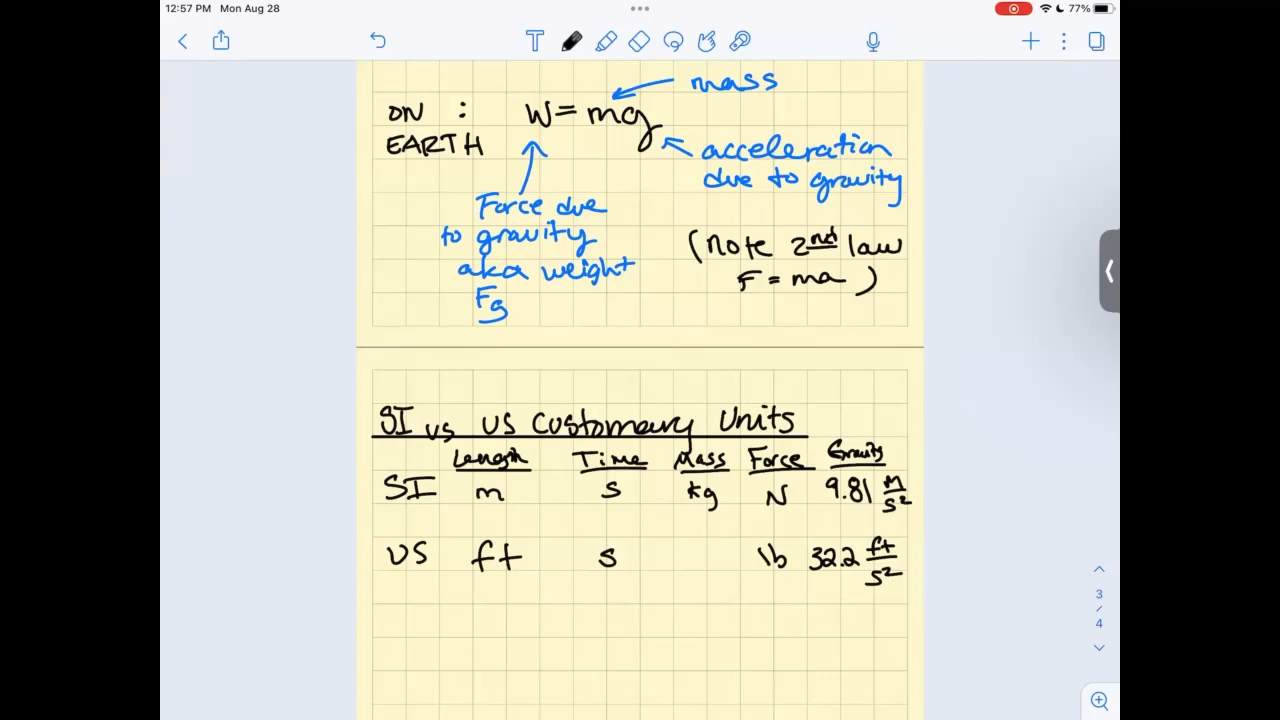 12:57 PM Mon Aug 28
77%
mass
ON : W = mg
EARTH
acceleration
due to gravity
Force due
to gravity
aka weight
Fg
(Note 2nd law
F = ma)
SI vs US Customary Units
Length Time Mass Force Gravity
SI m s kg N 9.81 m/s²
US ft s lb 32.2 ft/s²
3
/
4